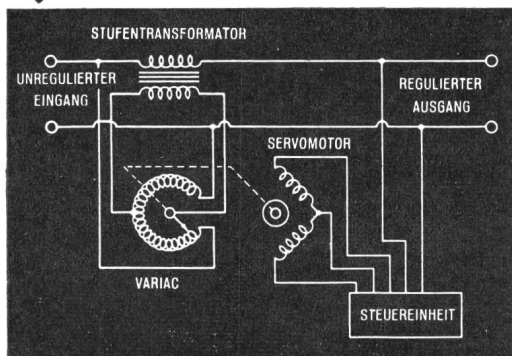 STUFENTRANSFORMATOR
UNREGULIERTER
EINGANG
REGULIERTER
AUSGANG
SERVOMOTOR
VARIAC
STEUEREINHEIT